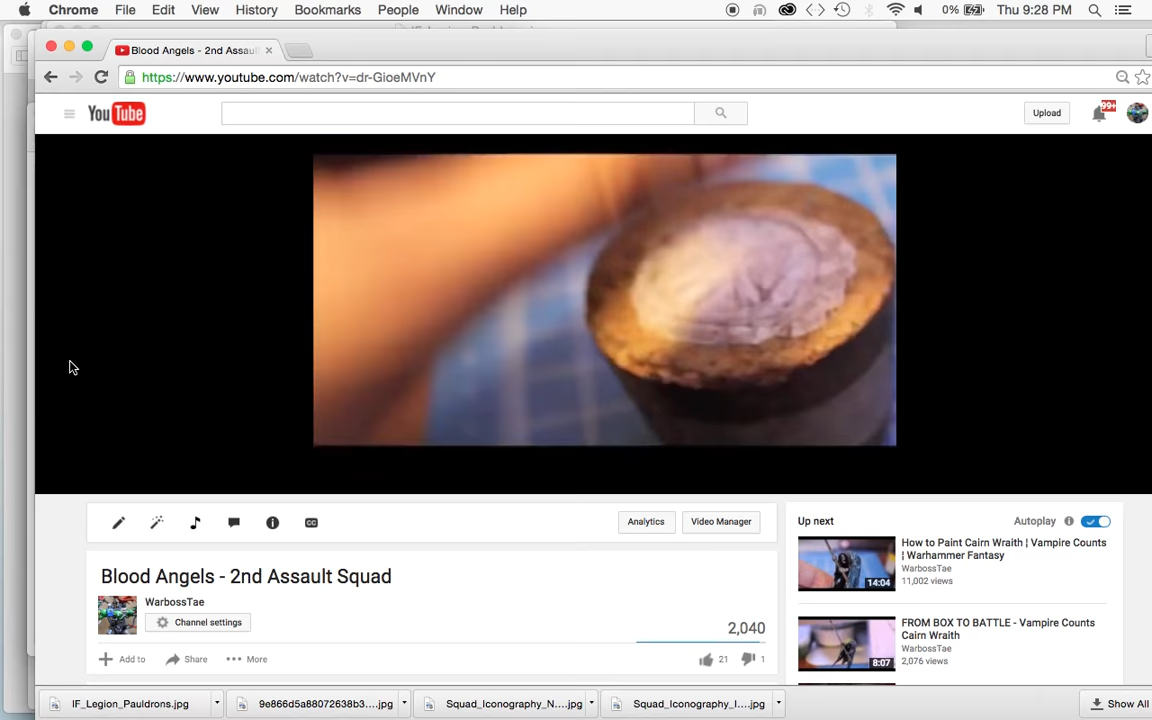 Chrome File Edit View History Bookmarks People Window Help 0% Thu 9:28 PM
Blood Angels - 2nd Assaul
https://www.youtube.com/watch?v=dr-GioeMVnY
YouTube Upload 99+
Analytics Video Manager
Up next Autoplay
Blood Angels - 2nd Assault Squad
WarbossTae
Channel settings
2,040
Add to Share More 21 1
How to Paint Cairn Wraith | Vampire Counts
| Warhammer Fantasy
WarbossTae
11,002 views
14:04
FROM BOX TO BATTLE - Vampire Counts
Cairn Wraith
WarbossTae
2,076 views
8:07
IF_Legion_Pauldrons.jpg 9e866d5a88072638b3....jpg Squad_Iconography_N....jpg Squad_Iconography_I....jpg Show All